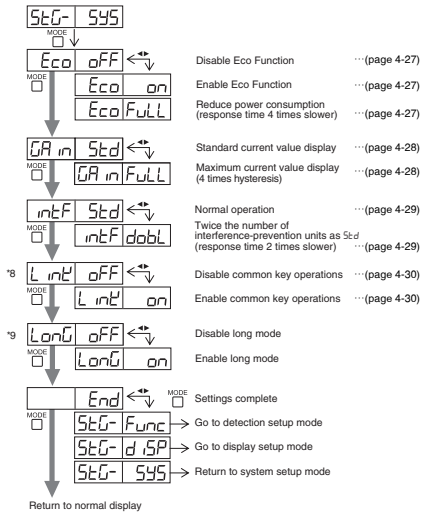 StG- SYS
MODE
Eco oFF Disable Eco Function ···(page 4-27)
MODE
Eco on Enable Eco Function ···(page 4-27)
Eco FuLL Reduce power consumption
(response time 4 times slower) ···(page 4-27)
GA in Std Standard current value display ···(page 4-28)
MODE
GA in FuLL Maximum current value display
(4 times hysteresis) ···(page 4-28)
intF Std Normal operation ···(page 4-29)
MODE
intF dobL Twice the number of
interference-prevention units as Std
(response time 2 times slower) ···(page 4-29)
*8 L inK oFF Disable common key operations ···(page 4-30)
MODE
L inK on Enable common key operations ···(page 4-30)
*9 LonG oFF Disable long mode
MODE
LonG on Enable long mode
End MODE Settings complete
MODE
StG- Func Go to detection setup mode
StG- d iSP Go to display setup mode
StG- SYS Return to system setup mode
Return to normal display